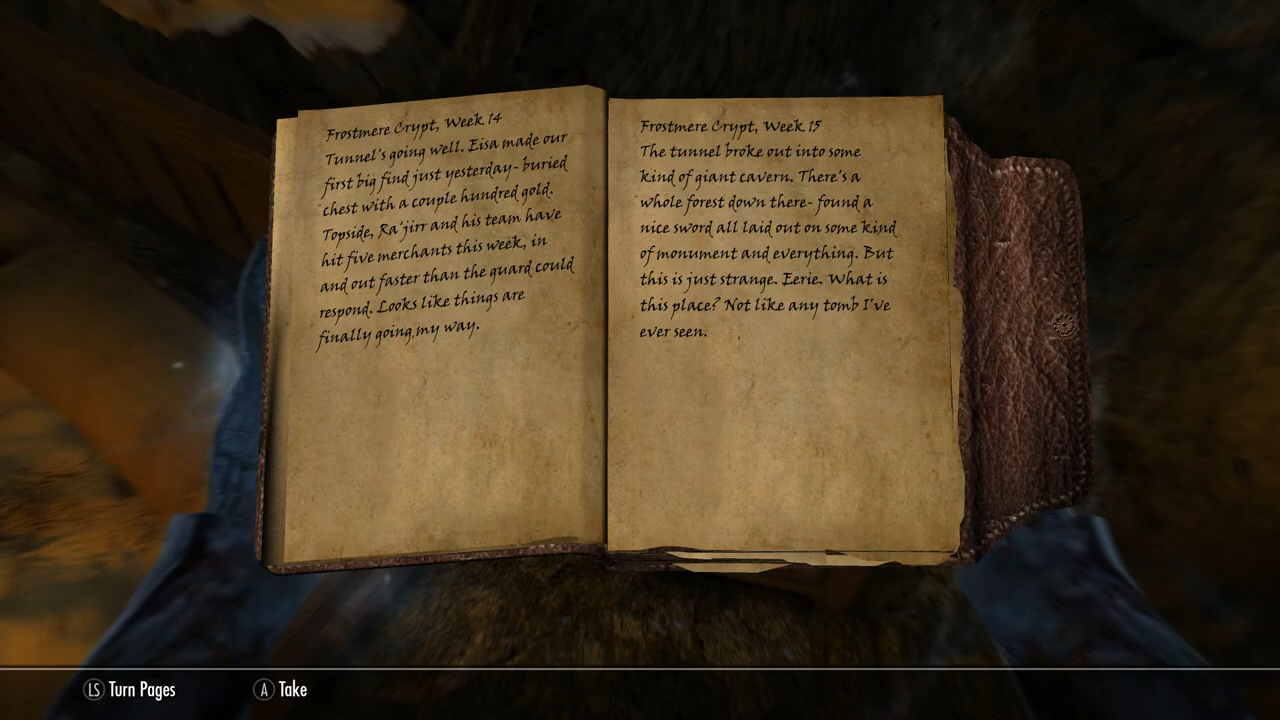 Frostmere Crypt, Week 14
Tunnel's going well. Eisa made our
first big find just yesterday- buried
chest with a couple hundred gold.
Topside, Ra'jirr and his team have
hit five merchants this week, in
and out faster than the guard could
respond. Looks like things are
finally going my way.
Frostmere Crypt, Week 15
The tunnel broke out into some
kind of giant cavern. There's a
whole forest down there- found a
nice sword all laid out on some kind
of monument and everything. But
this is just strange. Eerie. What is
this place? Not like any tomb I've
ever seen.
LS Turn Pages
A Take